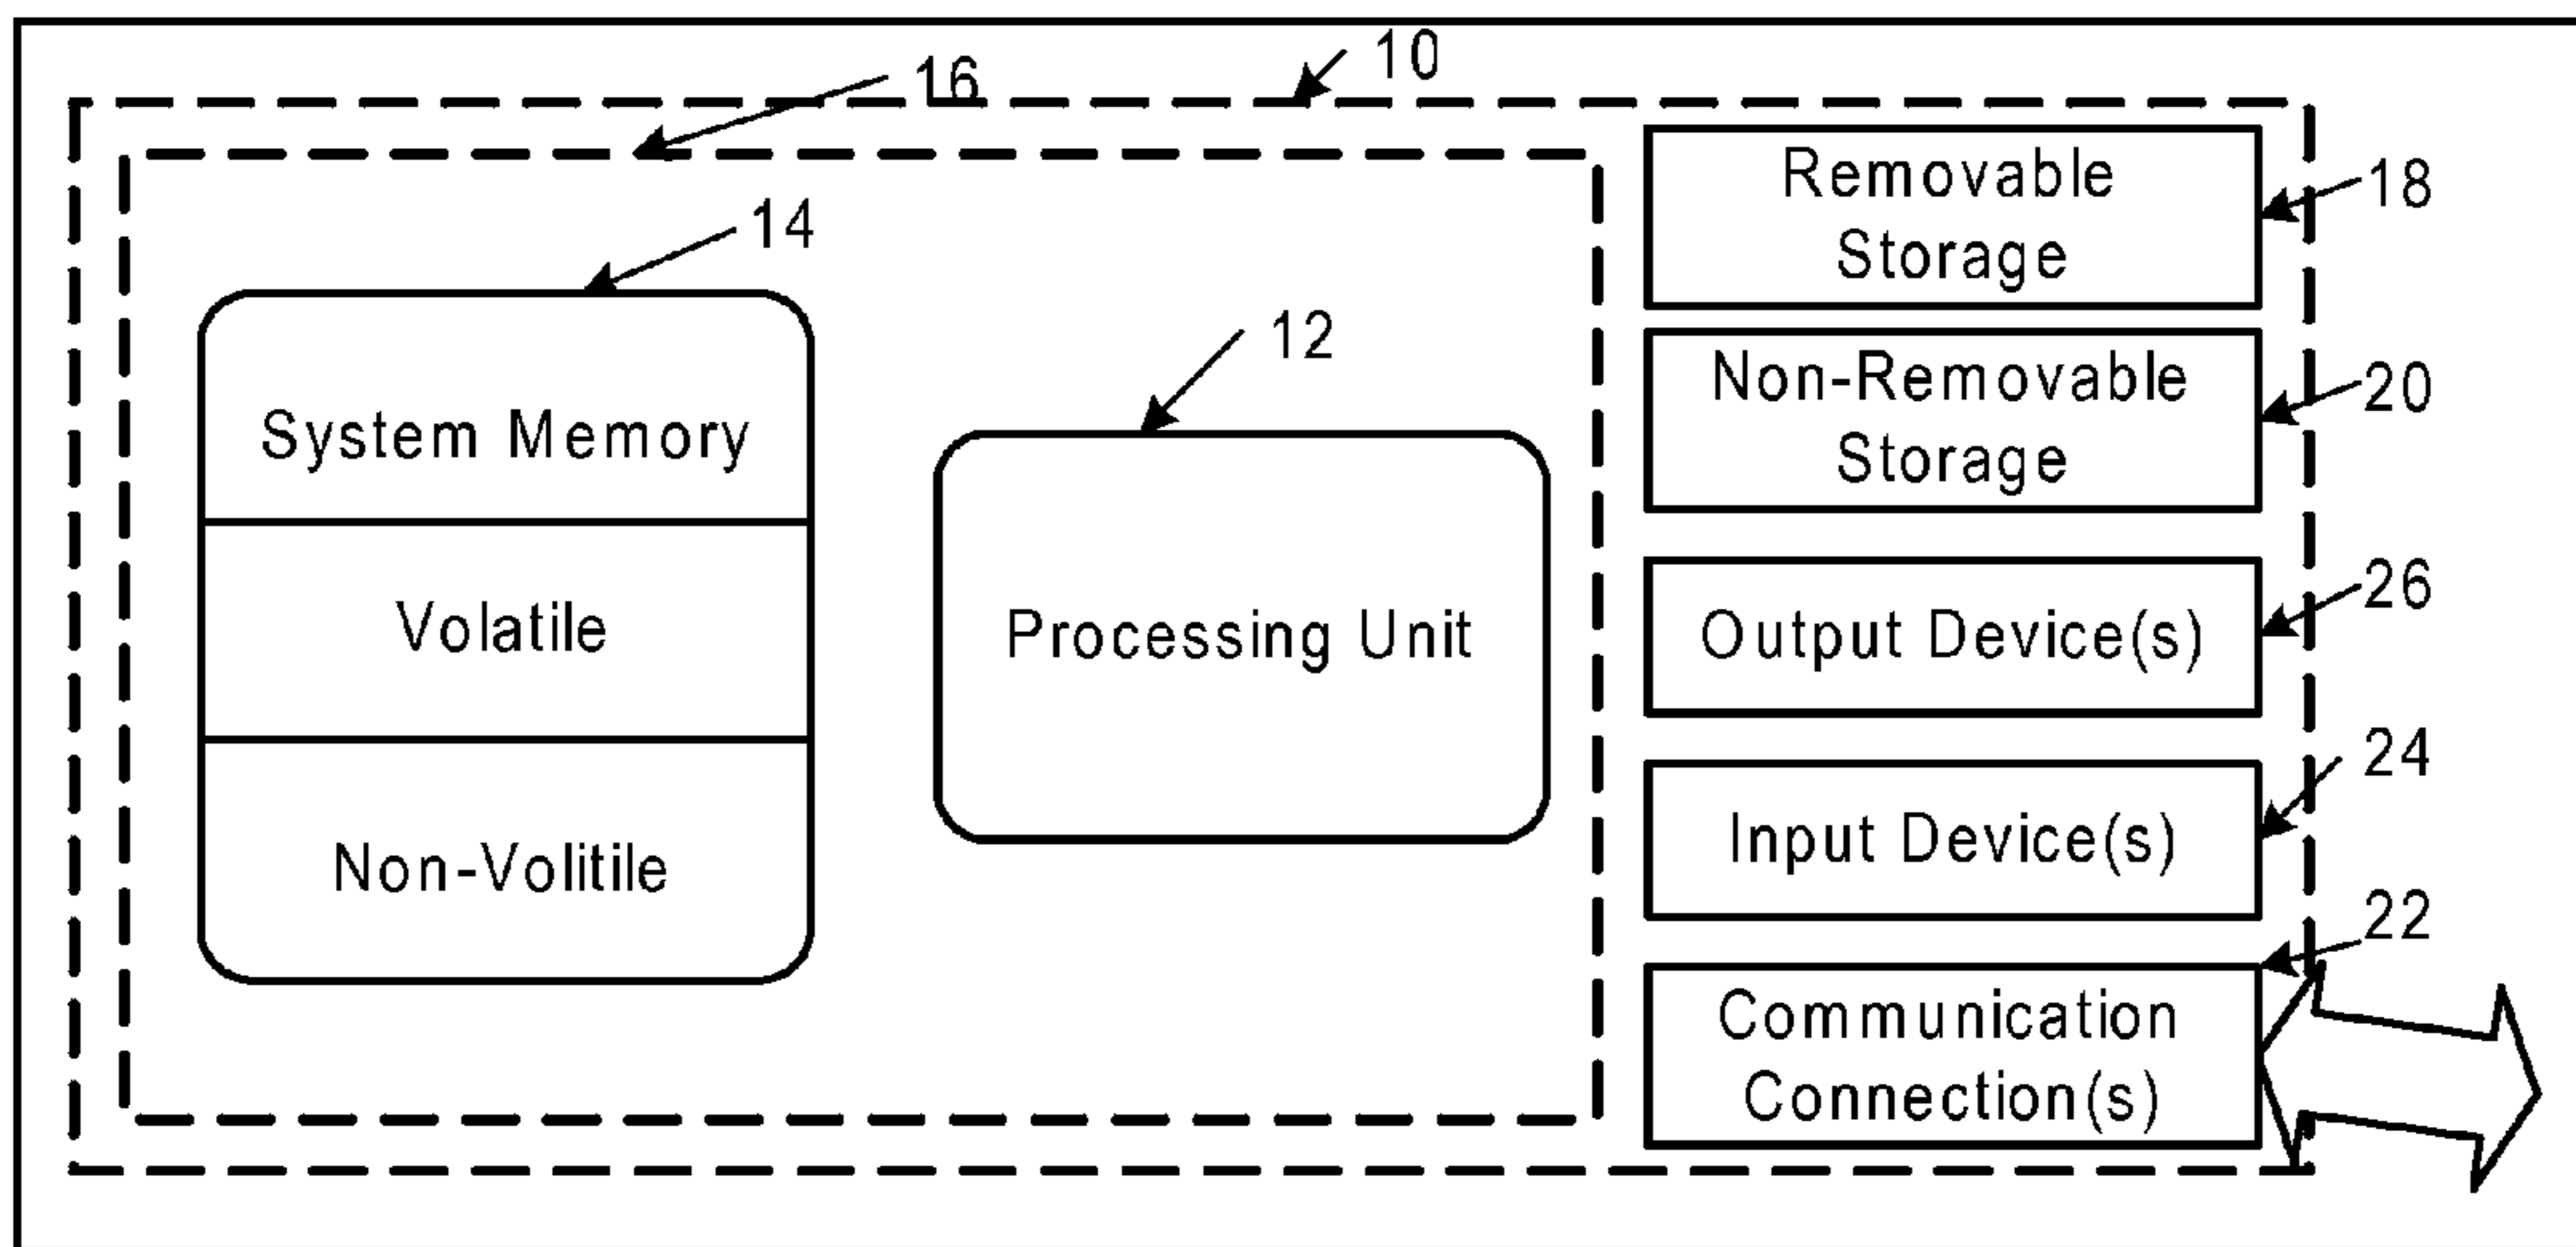 10
16
Removable
Storage
18
14
12
Non-Removable
Storage
20
System Memory
Volatile
Non-Volitile
Processing Unit
Output Device(s)
26
Input Device(s)
24
22
Communication
Connection(s)